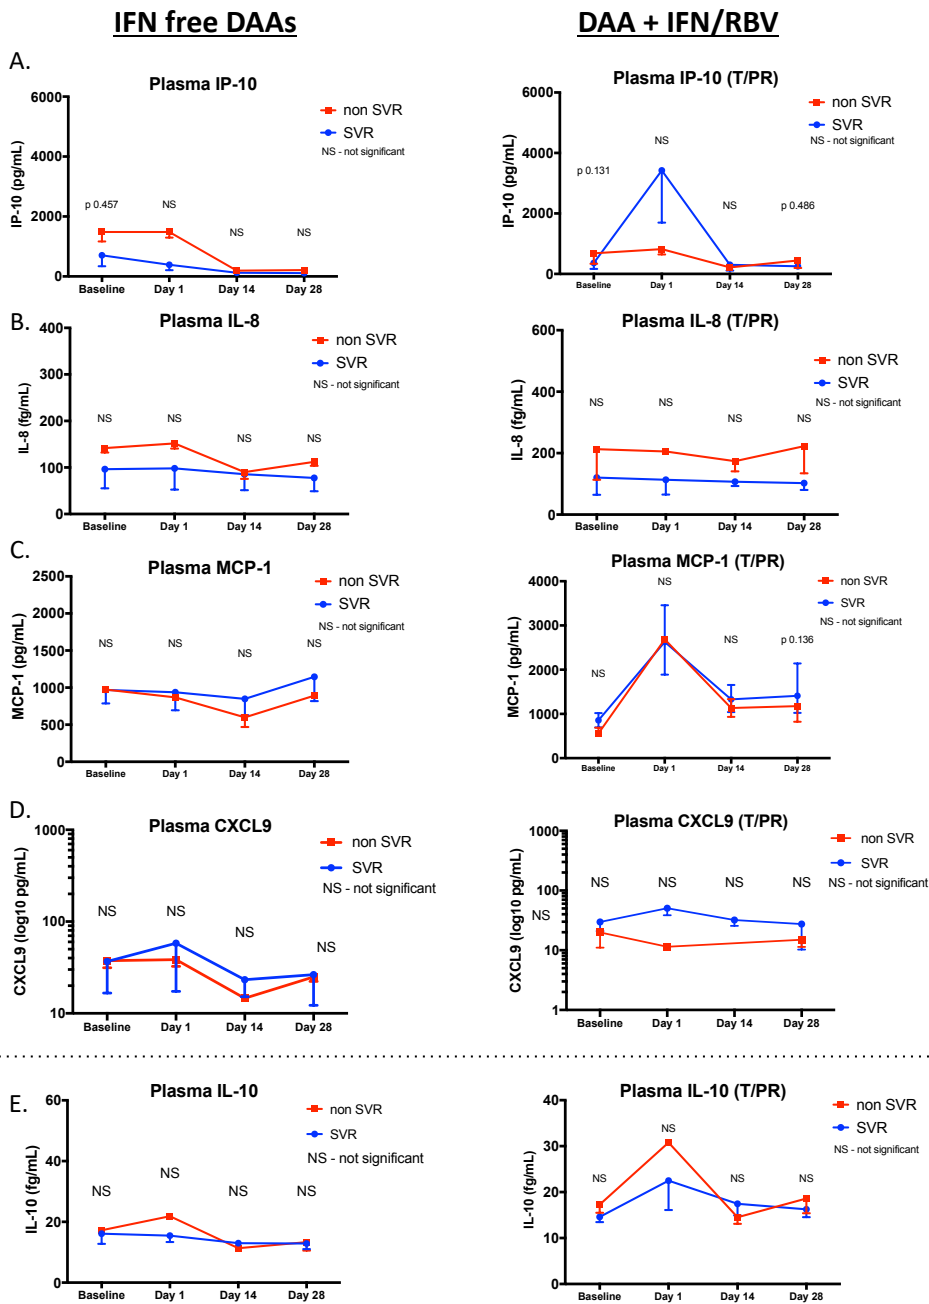 IFN free DAAs
DAA + IFN/RBV
A.
Plasma IP-10
non SVR
SVR
NS - not significant
IP-10 (pg/mL)
6000
4000
2000
0
p 0.457
NS
NS
NS
Baseline
Day 1
Day 14
Day 28
Plasma IP-10 (T/PR)
non SVR
SVR
NS - not significant
IP-10 (pg/mL)
6000
4000
2000
0
p 0.131
NS
NS
p 0.486
Baseline
Day 1
Day 14
Day 28
B.
Plasma IL-8
non SVR
SVR
NS - not significant
IL-8 (fg/mL)
400
300
200
100
0
NS
NS
NS
NS
Baseline
Day 1
Day 14
Day 28
Plasma IL-8 (T/PR)
non SVR
SVR
NS - not significant
IL-8 (fg/mL)
600
400
200
0
NS
NS
NS
NS
Baseline
Day 1
Day 14
Day 28
C.
Plasma MCP-1
non SVR
SVR
NS - not significant
MCP-1 (pg/mL)
2500
2000
1500
1000
500
0
NS
NS
NS
NS
Baseline
Day 1
Day 14
Day 28
Plasma MCP-1 (T/PR)
non SVR
SVR
NS - not significant
MCP-1 (pg/mL)
4000
3000
2000
1000
0
NS
NS
NS
p 0.136
Baseline
Day 1
Day 14
Day 28
D.
Plasma CXCL9
non SVR
SVR
NS - not significant
CXCL9 (log10 pg/mL)
1000
100
10
NS
NS
NS
NS
Baseline
Day 1
Day 14
Day 28
Plasma CXCL9 (T/PR)
non SVR
SVR
NS - not significant
CXCL9 (log10 pg/mL)
1000
100
10
1
NS
NS
NS
NS
NS
Baseline
Day 1
Day 14
Day 28
E.
Plasma IL-10
non SVR
SVR
NS - not significant
IL-10 (fg/mL)
60
40
20
0
NS
NS
NS
NS
Baseline
Day 1
Day 14
Day 28
Plasma IL-10 (T/PR)
non SVR
SVR
NS - not significant
IL-10 (fg/mL)
40
30
20
10
0
NS
NS
NS
NS
Baseline
Day 1
Day 14
Day 28